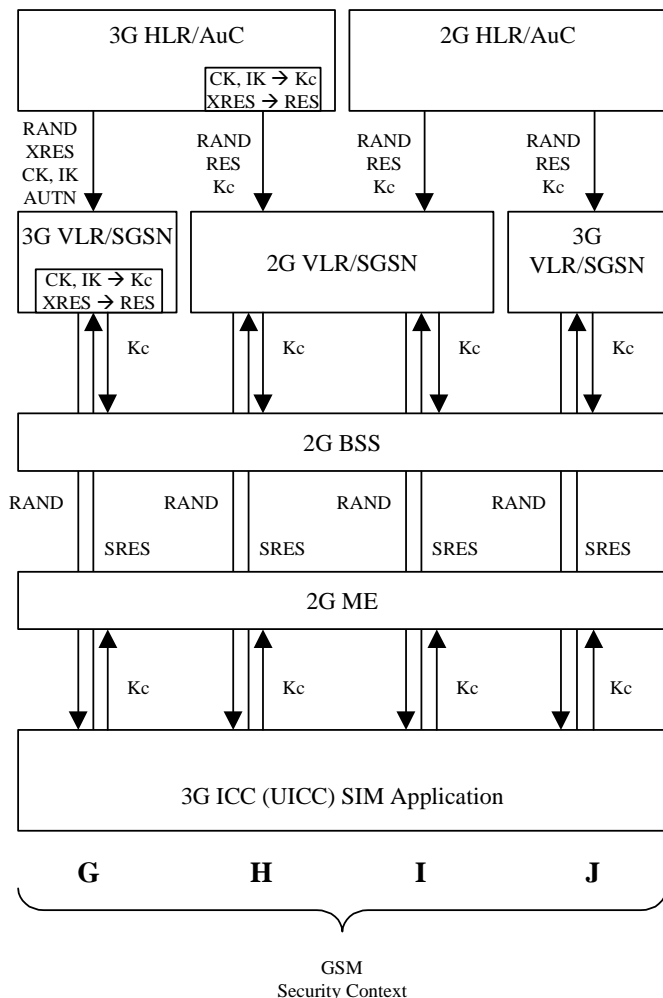 3G HLR/AuC
2G HLR/AuC
CK, IK → Kc
XRES → RES
RAND
XRES
CK, IK
AUTN
RAND
RES
Kc
RAND
RES
Kc
RAND
RES
Kc
3G VLR/SGSN
CK, IK → Kc
XRES → RES
2G VLR/SGSN
3G
VLR/SGSN
Kc
Kc
Kc
Kc
2G BSS
RAND
RAND
RAND
RAND
SRES
SRES
SRES
SRES
2G ME
Kc
Kc
Kc
Kc
3G ICC (UICC) SIM Application
G
H
I
J
GSM
Security Context